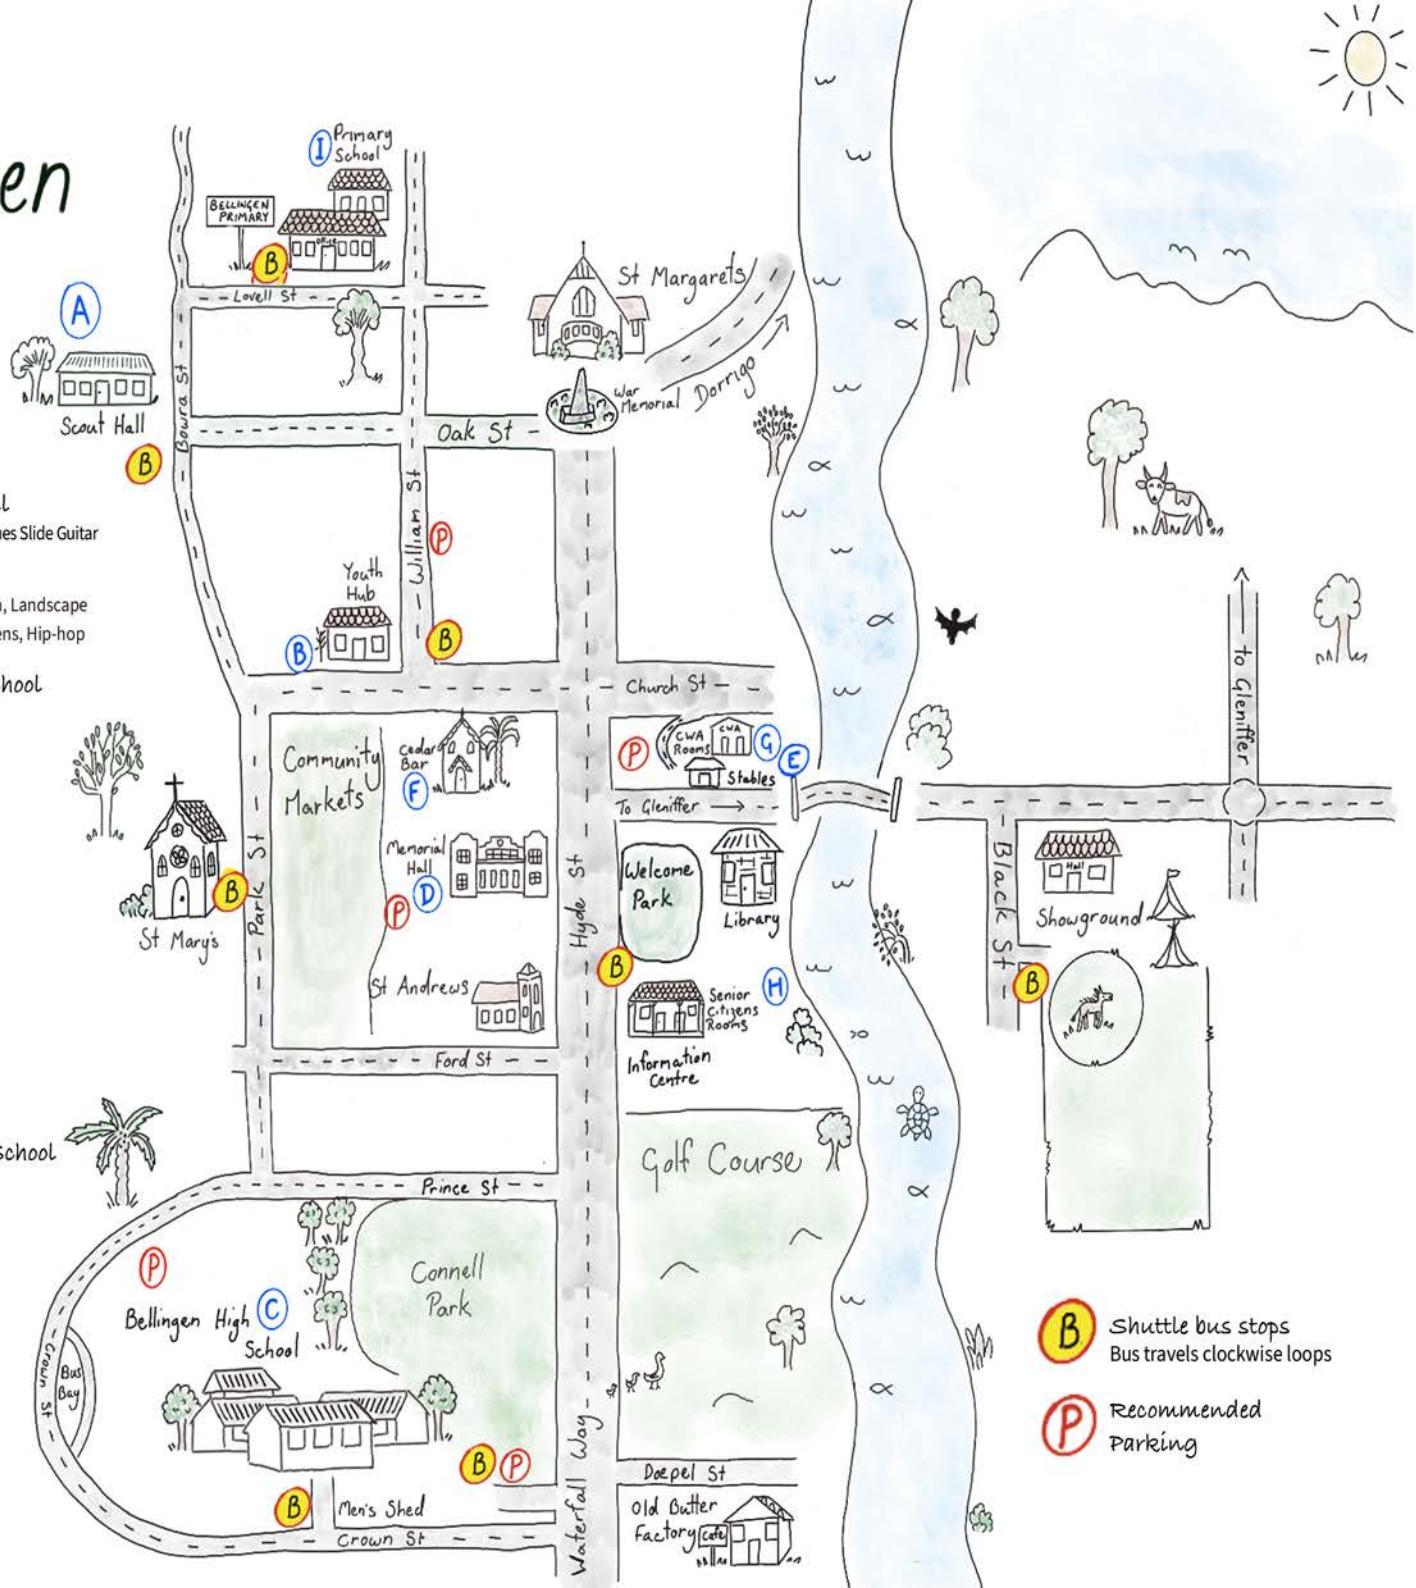 en
I
Primary
School
BELLINGEN
PRIMARY
OFFICE
B
Lovell St
A
Scout Hall
B
Bowra St
St Margarets
War
Memorial
Dorrigo
Oak St
William St
P
ll
es Slide Guitar
, Landscape
ens, Hip-hop
hool
Youth
Hub
B
B
Church St
to Gleniffer
Community
Markets
Cedar
Bar
F
P
CWA
Rooms
CWA
G
E
Stables
To Gleniffer
Memorial
Hall
D
P
Welcome
Park
Library
Hyde St
Park St
B
St Mary's
St Andrews
B
Senior
Citizens
Rooms
H
Information
Centre
Black St
Hall
Showground
B
Ford St
School
Golf Course
Prince St
P
Bellingen High
School
C
Connell
Park
Bus
Bay
Crown St
B
P
B
Men's Shed
Crown St
Waterfall Way
Doepel St
Old Butter
Factory
Cafe
B
Shuttle bus stops
Bus travels clockwise loops
P
Recommended
Parking